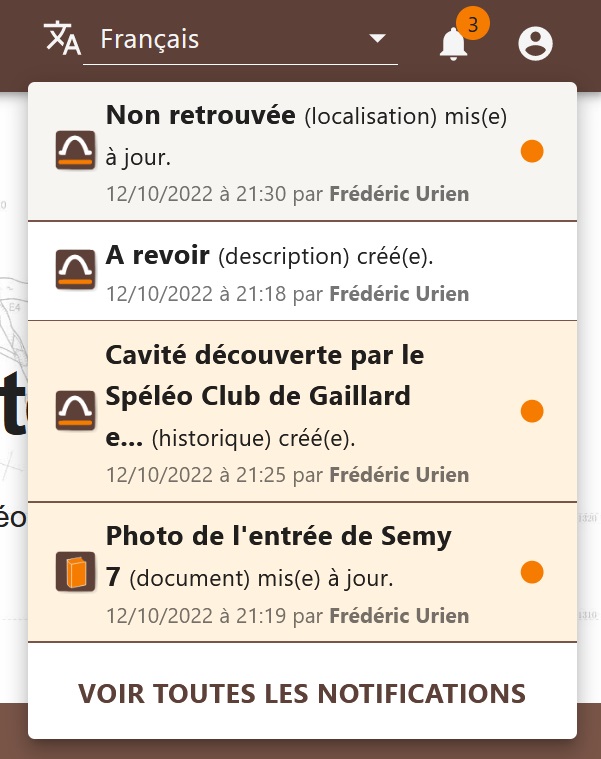 Français
3
Non retrouvée (localisation) mis(e)
à jour.
12/10/2022 à 21:30 par Frédéric Urien
A revoir (description) créé(e).
12/10/2022 à 21:18 par Frédéric Urien
Cavité découverte par le
Spéléo Club de Gaillard
e... (historique) créé(e).
12/10/2022 à 21:25 par Frédéric Urien
Photo de l'entrée de Semy
7 (document) mis(e) à jour.
12/10/2022 à 21:19 par Frédéric Urien
VOIR TOUTES LES NOTIFICATIONS